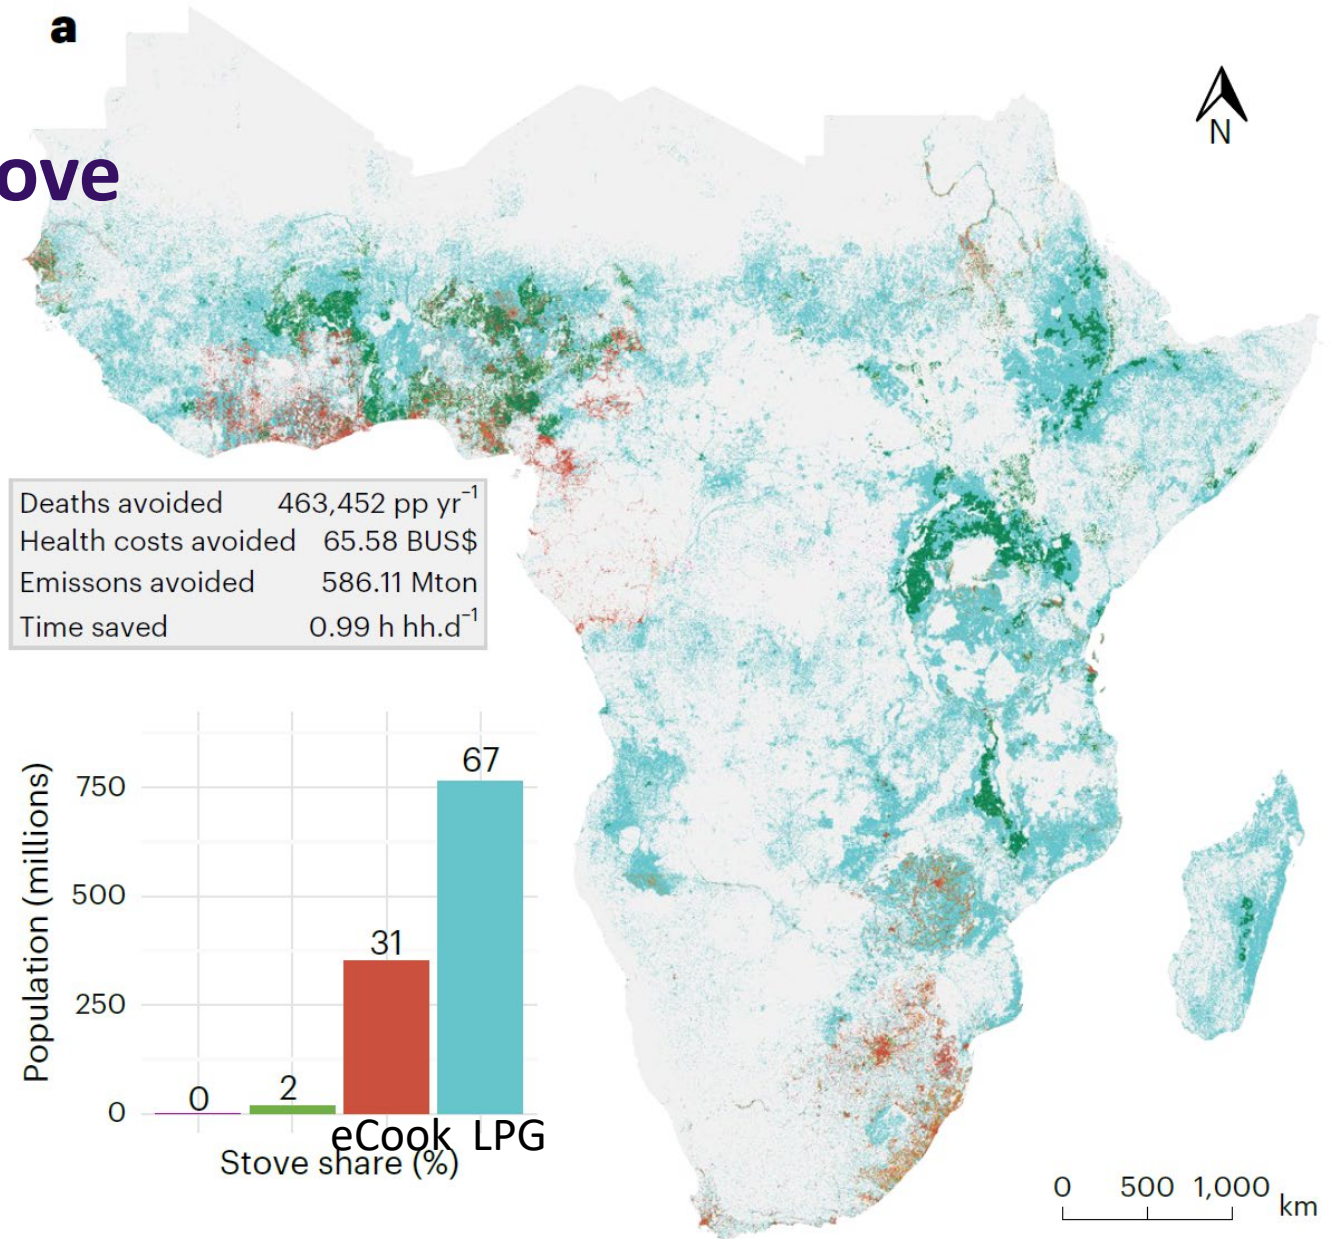 a
N
ove
Deaths avoided 463,452 pp yr⁻¹
Health costs avoided 65.58 BUS$
Emissons avoided 586.11 Mton
Time saved 0.99 h hh.d⁻¹
Population (millions)
750
500
250
0
0
2
31
67
eCook LPG
Stove share (%)
0 500 1,000 km